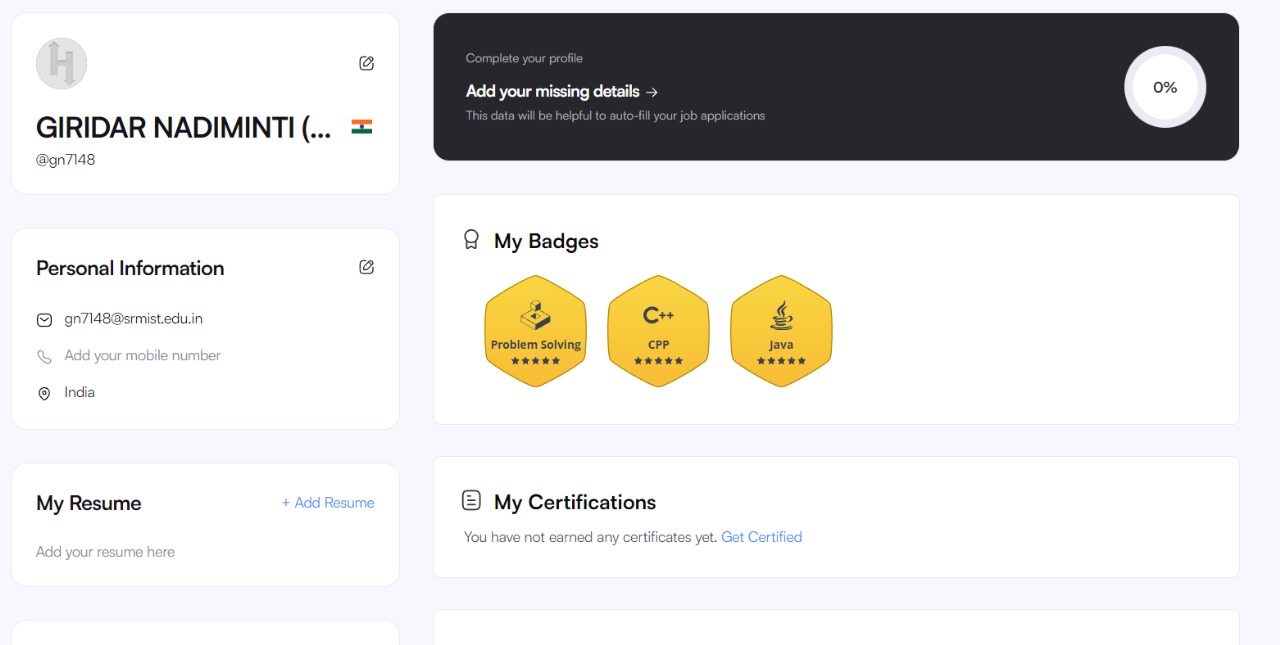 GIRIDAR NADIMINTI (...
@gn7148
Personal Information
gn7148@srmist.edu.in
Add your mobile number
India
My Resume
+ Add Resume
Add your resume here
Complete your profile
Add your missing details →
This data will be helpful to auto-fill your job applications
0%
My Badges
Problem Solving
C++
CPP
Java
My Certifications
You have not earned any certificates yet. Get Certified